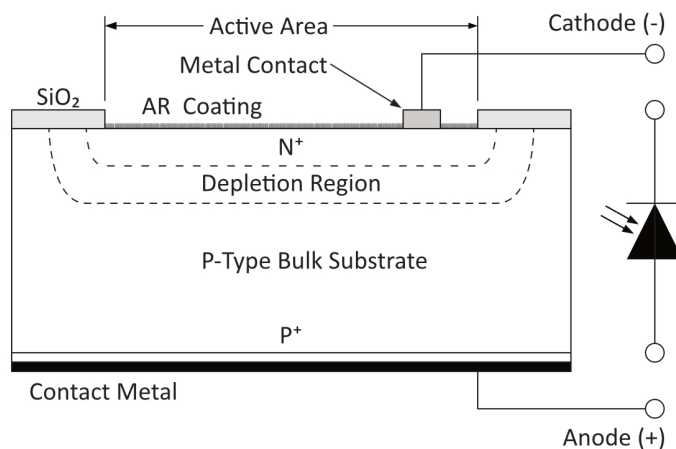 Active Area
Cathode (-)
Metal Contact
SiO₂
AR Coating
N⁺
Depletion Region
P-Type Bulk Substrate
P⁺
Contact Metal
Anode (+)